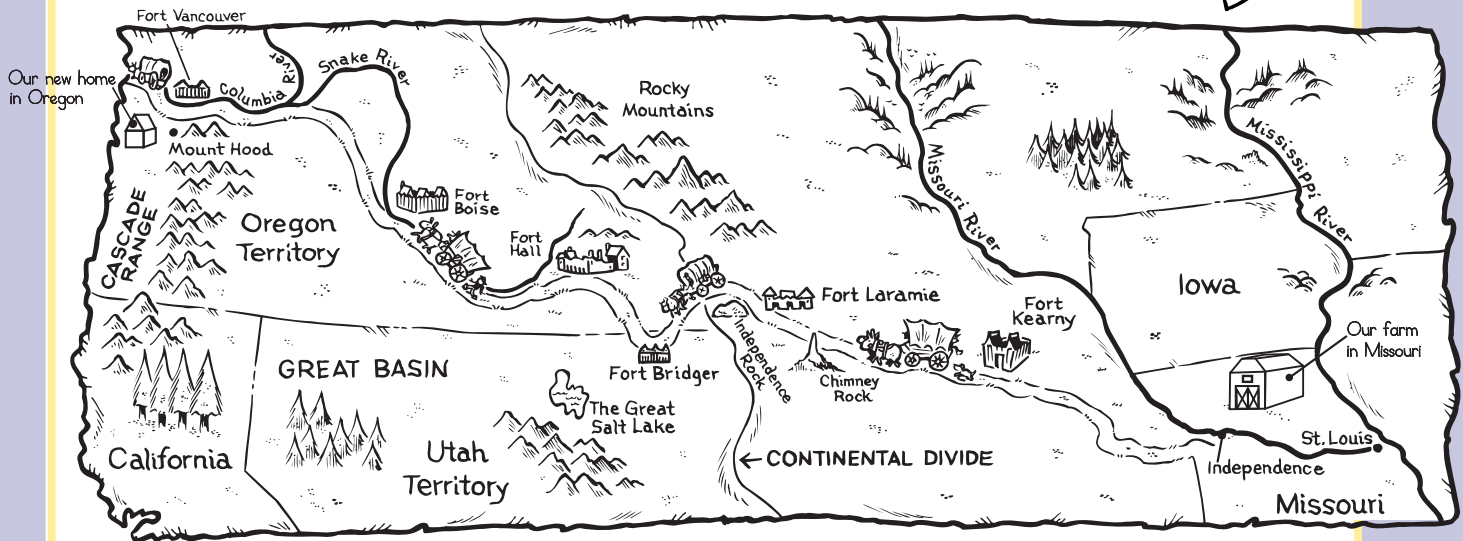 Fort Vancouver
Our new home
in Oregon
Columbia River
Snake River
Mount Hood
CASCADE
RANGE
Oregon
Territory
Fort
Boise
Fort
Hall
Rocky
Mountains
Missouri River
Mississippi River
Iowa
Our farm
in Missouri
Fort Laramie
Fort
Kearny
Independence
Rock
Chimney
Rock
Fort Bridger
GREAT BASIN
The Great
Salt Lake
California
Utah
Territory
CONTINENTAL DIVIDE
St. Louis
Independence
Missouri